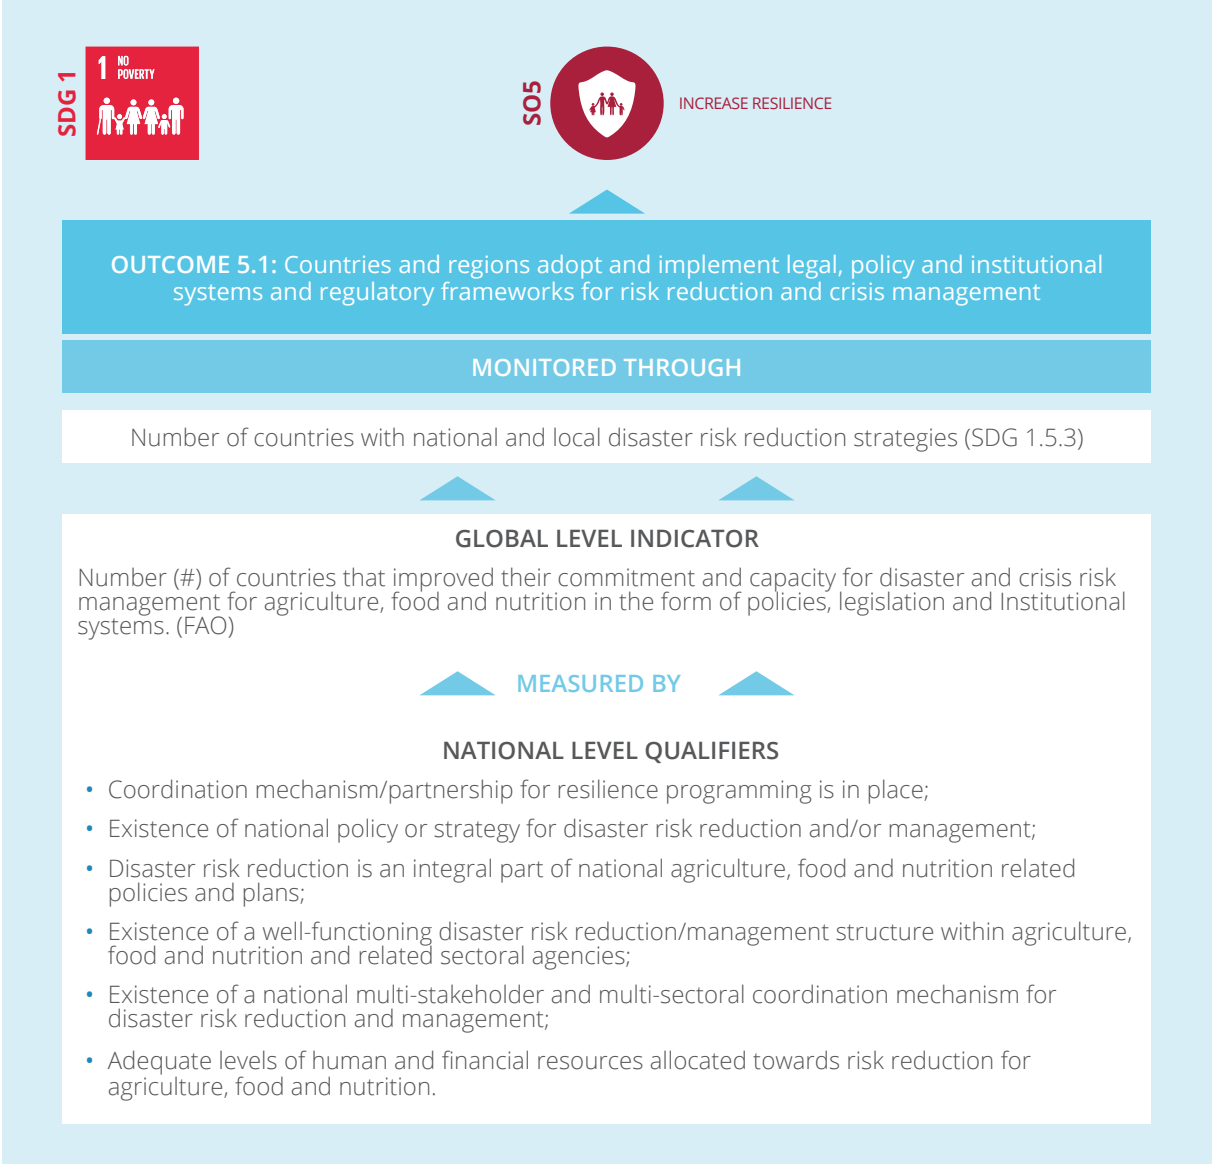 SDG 1
1 NO
POVERTY
SO5
INCREASE RESILIENCE
OUTCOME 5.1: Countries and regions adopt and implement legal, policy and institutional
systems and regulatory frameworks for risk reduction and crisis management
MONITORED THROUGH
Number of countries with national and local disaster risk reduction strategies (SDG 1.5.3)
GLOBAL LEVEL INDICATOR
Number (#) of countries that improved their commitment and capacity for disaster and crisis risk
management for agriculture, food and nutrition in the form of policies, legislation and Institutional
systems. (FAO)
MEASURED BY
NATIONAL LEVEL QUALIFIERS
• Coordination mechanism/partnership for resilience programming is in place;
• Existence of national policy or strategy for disaster risk reduction and/or management;
• Disaster risk reduction is an integral part of national agriculture, food and nutrition related
policies and plans;
• Existence of a well-functioning disaster risk reduction/management structure within agriculture,
food and nutrition and related sectoral agencies;
• Existence of a national multi-stakeholder and multi-sectoral coordination mechanism for
disaster risk reduction and management;
• Adequate levels of human and financial resources allocated towards risk reduction for
agriculture, food and nutrition.